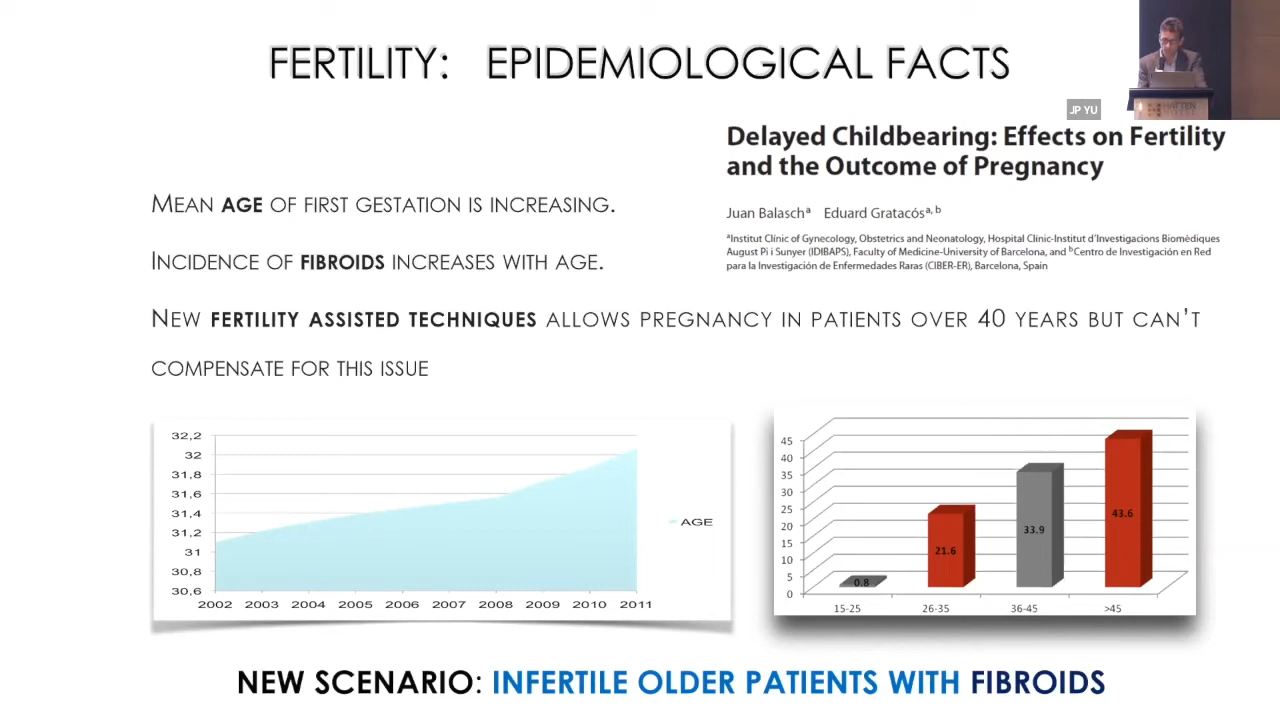 FERTILITY: EPIDEMIOLOGICAL FACTS
JP YU
Delayed Childbearing: Effects on Fertility
and the Outcome of Pregnancy
Juan Balasch a Eduard Gratacós a, b
a Institut Clínic of Gynecology, Obstetrics and Neonatology, Hospital Clínic-Institut d'Investigacions Biomèdiques
August Pi i Sunyer (IDIBAPS), Faculty of Medicine-University of Barcelona, and b Centro de Investigación en Red
para la Investigación de Enfermedades Raras (CIBER-ER), Barcelona, Spain
MEAN AGE OF FIRST GESTATION IS INCREASING.
INCIDENCE OF FIBROIDS INCREASES WITH AGE.
NEW FERTILITY ASSISTED TECHNIQUES ALLOWS PREGNANCY IN PATIENTS OVER 40 YEARS BUT CAN'T
COMPENSATE FOR THIS ISSUE
32,2
32
31,8
31,6
31,4
31,2
31
30,8
30,6
2002 2003 2004 2005 2006 2007 2008 2009 2010 2011
AGE
45
40
35
30
25
20
15
10
5
0
0.8
21.6
33.9
43.6
15-25 26-35 36-45 >45
NEW SCENARIO: INFERTILE OLDER PATIENTS WITH FIBROIDS